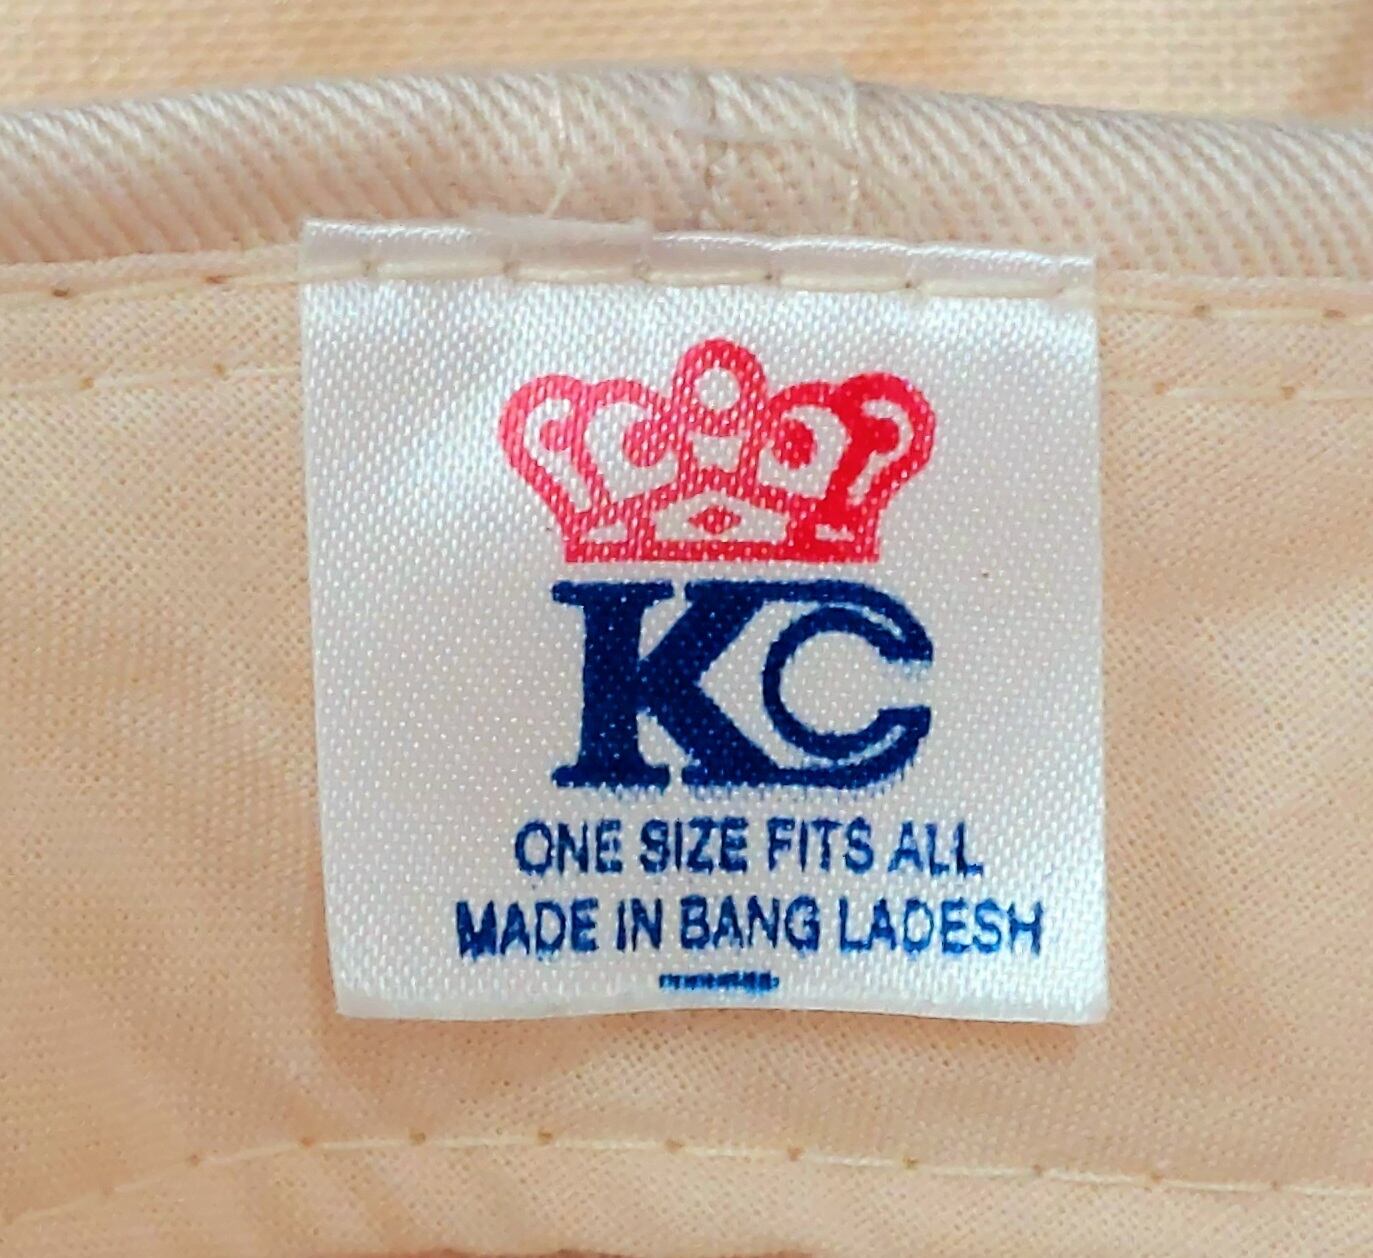 KC
ONE SIZE FITS ALL
MADE IN BANG LADESH